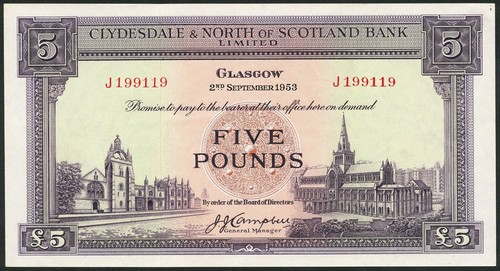 5 CLYDESDALE & NORTH OF SCOTLAND BANK 5
LIMITED
GLASGOW
J199119 2ND SEPTEMBER 1953 J199119
Promise to pay to the bearer at their office here on demand
FIVE
POUNDS
By order of the Board of Directors
J.J. Campbell
General Manager
£5 £5